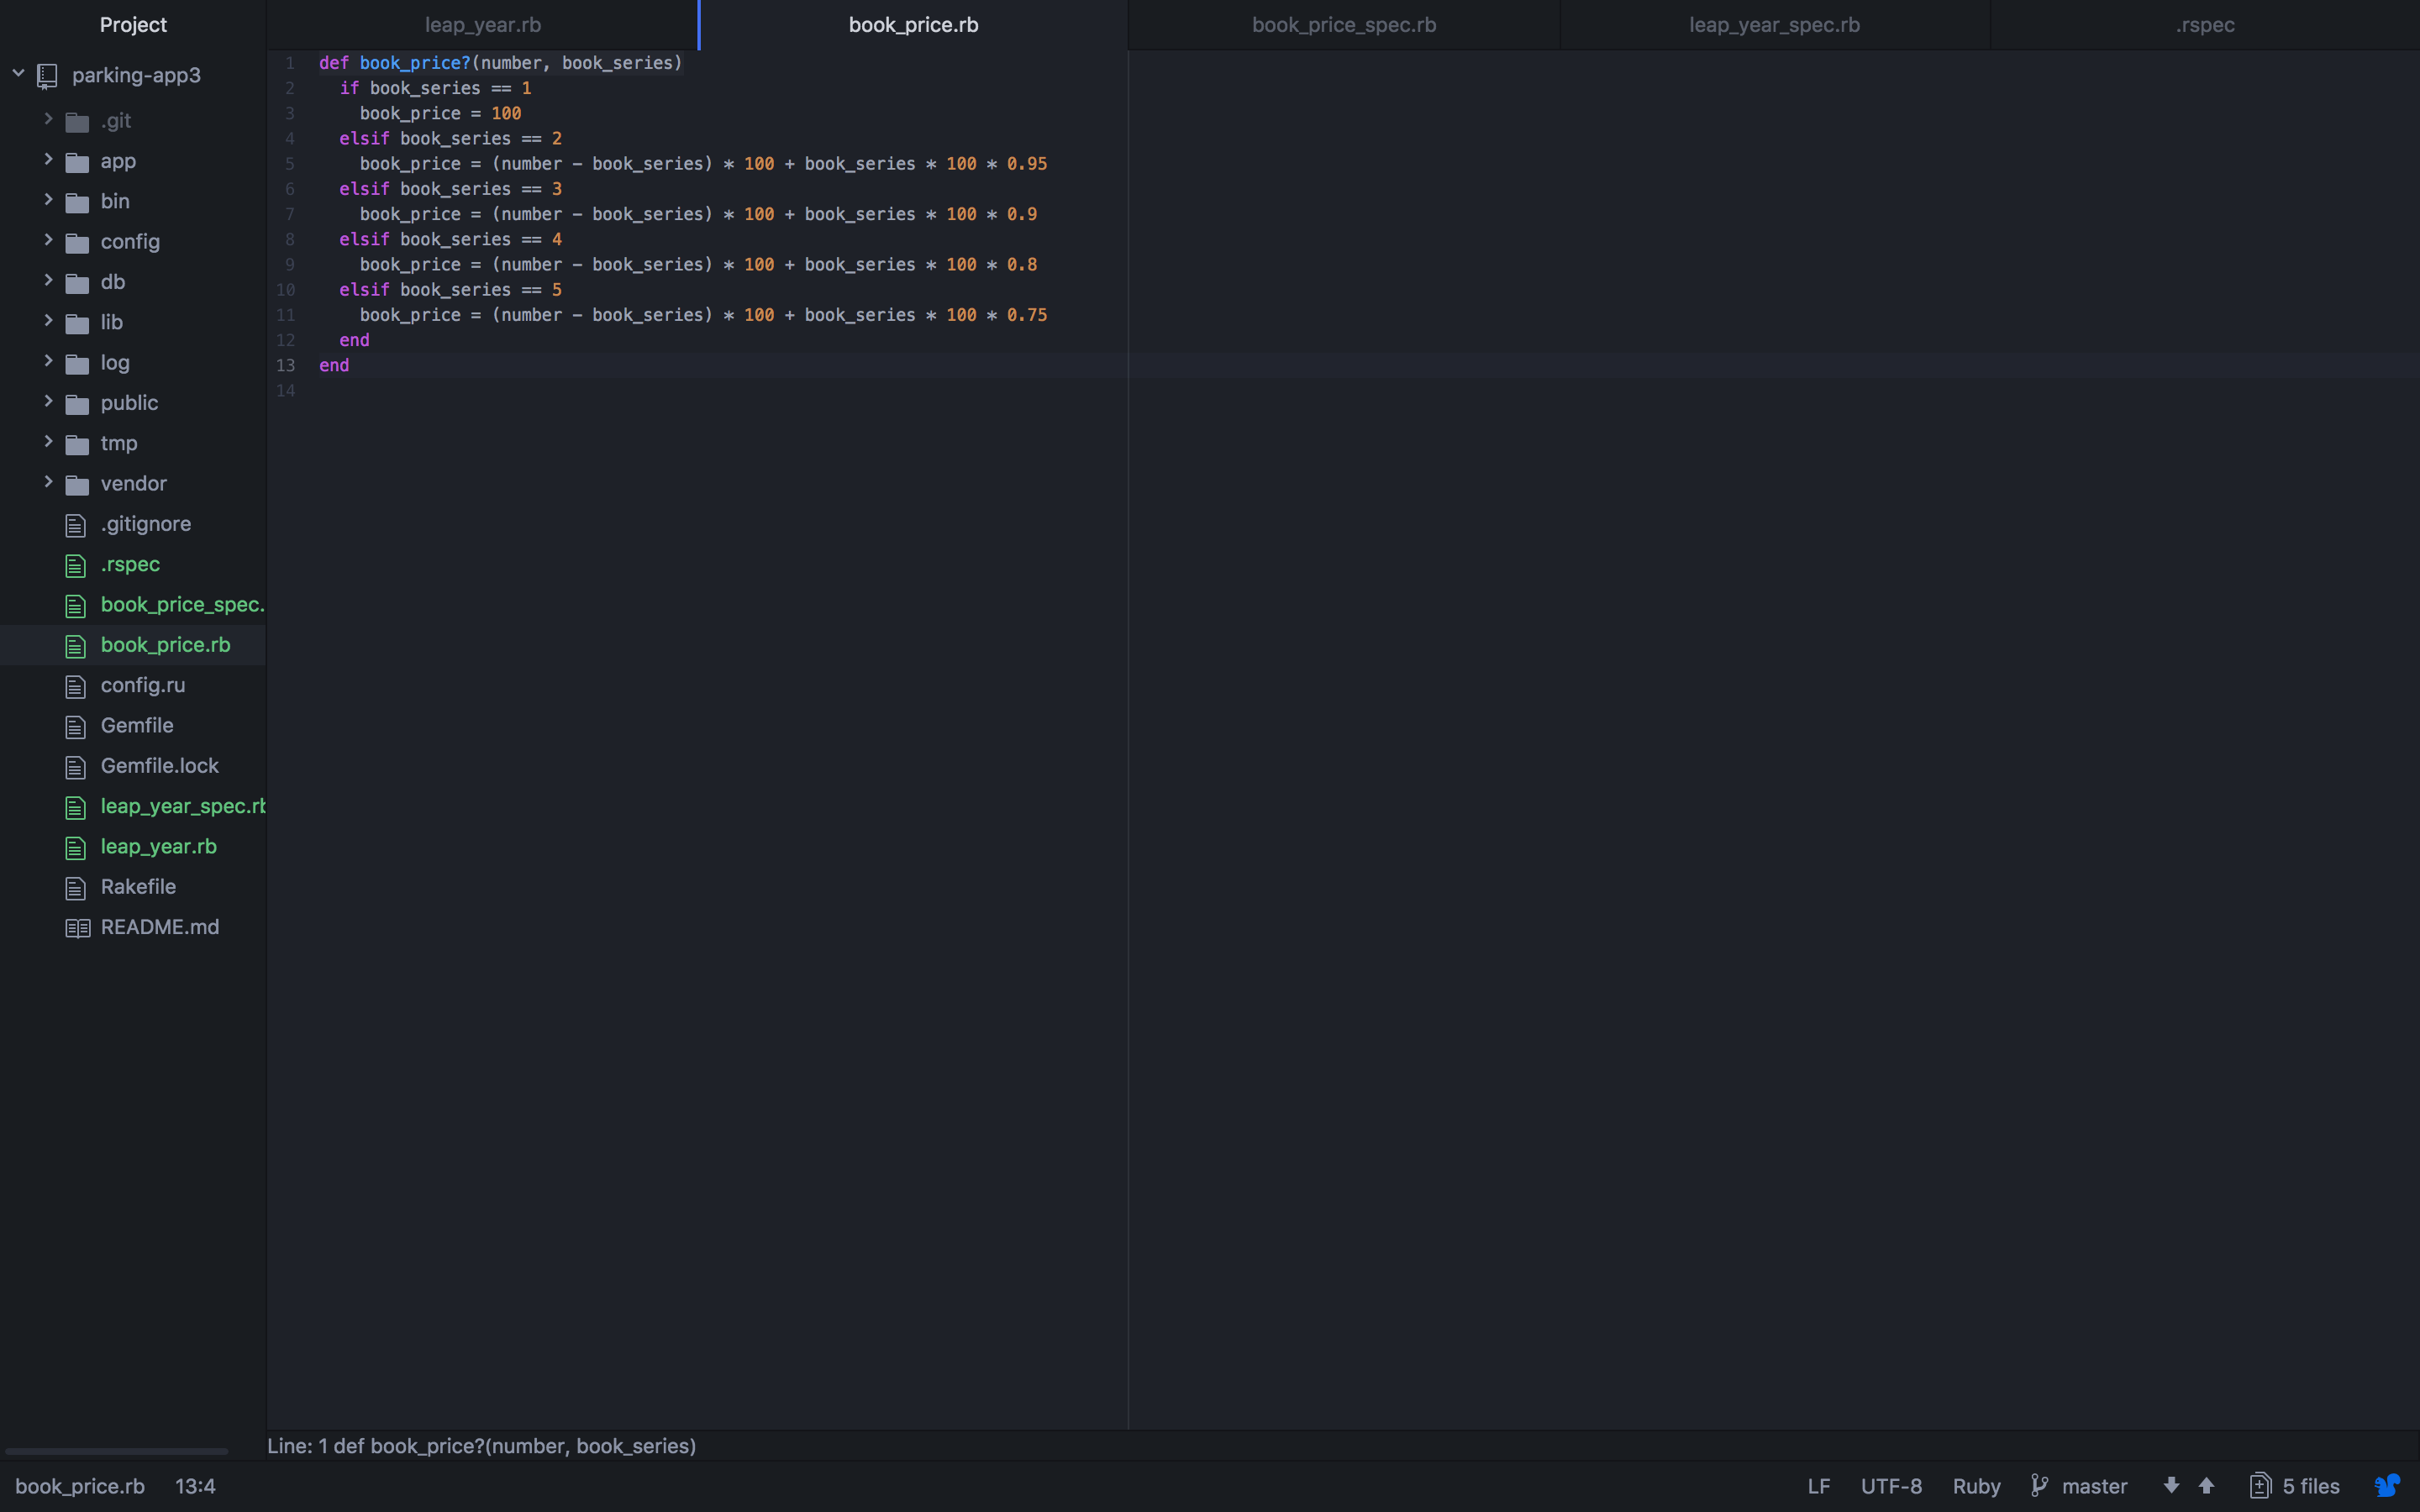 Project
leap_year.rb
book_price.rb
book_price_spec.rb
leap_year_spec.rb
.rspec
parking-app3
.git
app
bin
config
db
lib
log
public
tmp
vendor
.gitignore
.rspec
book_price_spec.
book_price.rb
config.ru
Gemfile
Gemfile.lock
leap_year_spec.rb
leap_year.rb
Rakefile
README.md
1 def book_price?(number, book_series)
2   if book_series == 1
3     book_price = 100
4   elsif book_series == 2
5     book_price = (number - book_series) * 100 + book_series * 100 * 0.95
6   elsif book_series == 3
7     book_price = (number - book_series) * 100 + book_series * 100 * 0.9
8   elsif book_series == 4
9     book_price = (number - book_series) * 100 + book_series * 100 * 0.8
10   elsif book_series == 5
11     book_price = (number - book_series) * 100 + book_series * 100 * 0.75
12   end
13 end
14
Line: 1 def book_price?(number, book_series)
book_price.rb 13:4 LF UTF-8 Ruby master 5 files